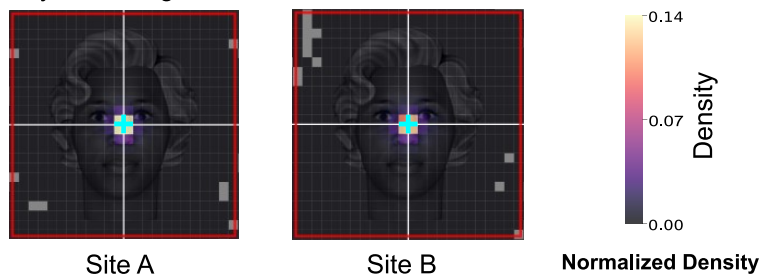 Site A
Site B
0.14
0.07
0.00
Density
Normalized Density